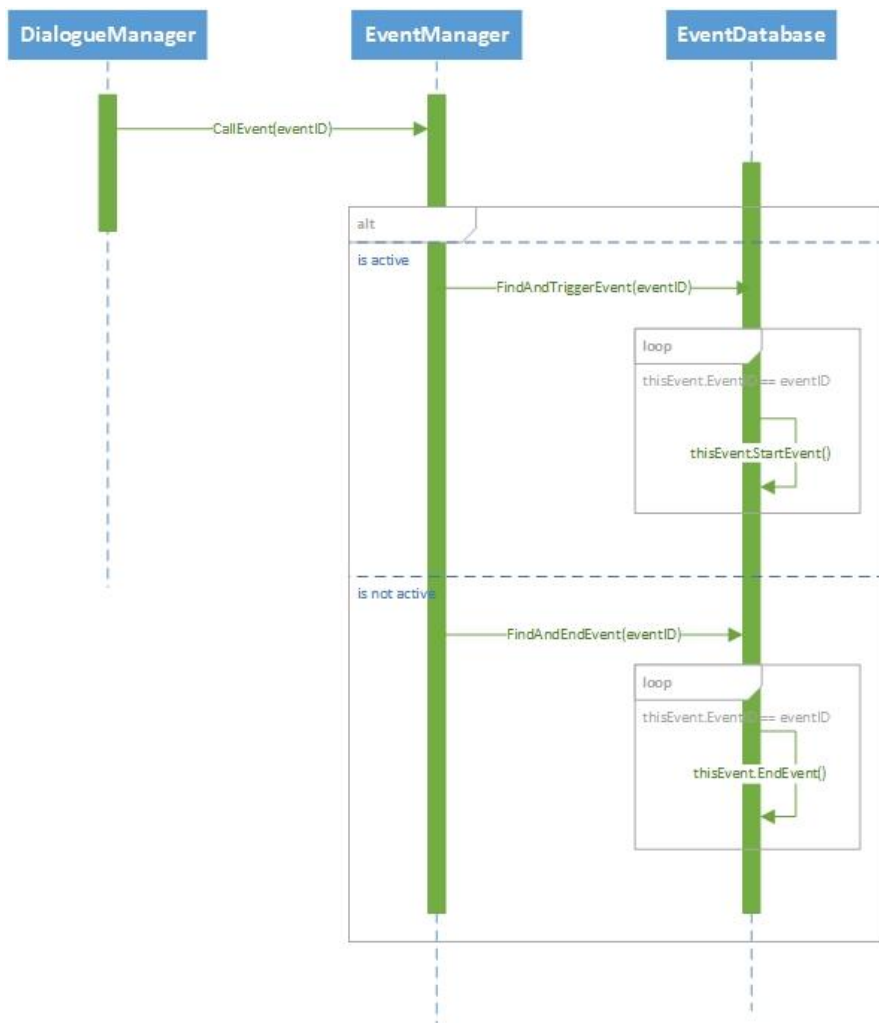 DialogueManager
EventManager
EventDatabase
CallEvent(eventID)
alt
is active
FindAndTriggerEvent(eventID)
loop
thisEvent.EventID == eventID
thisEvent.StartEvent()
is not active
FindAndEndEvent(eventID)
loop
thisEvent.EventID == eventID
thisEvent.EndEvent()